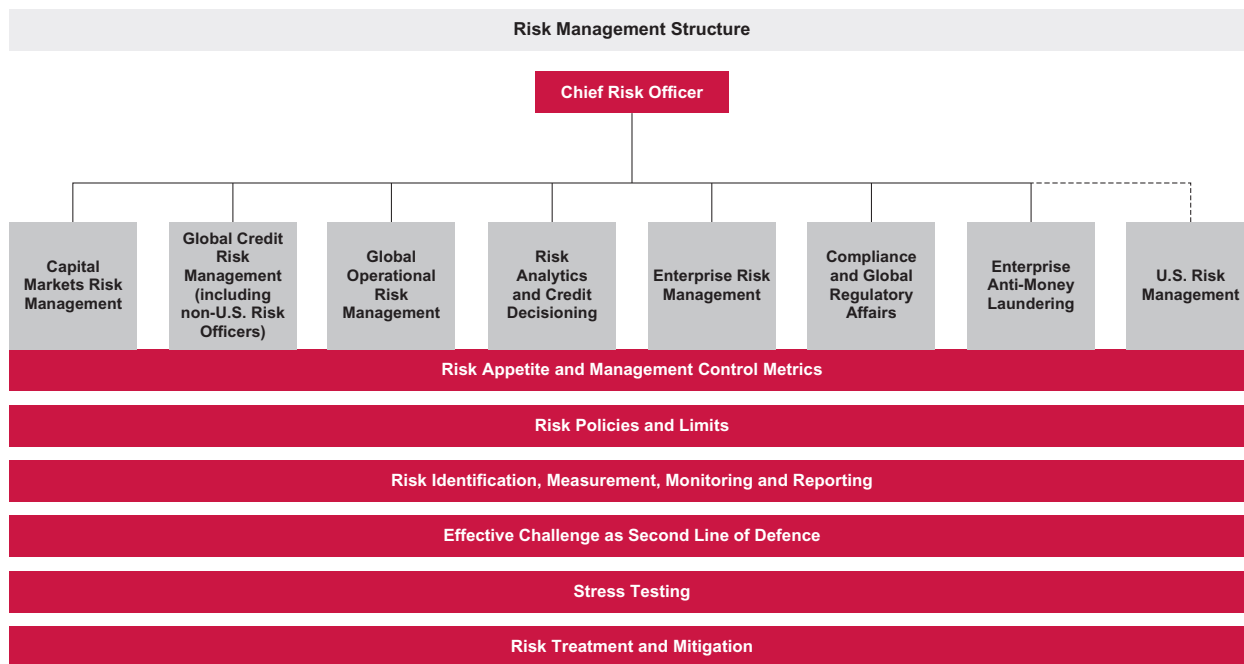 Risk Management Structure
Chief Risk Officer
Capital
Markets Risk
Management
Global Credit
Risk
Management
(including
non-U.S. Risk
Officers)
Global
Operational
Risk
Management
Risk
Analytics
and Credit
Decisioning
Enterprise Risk
Management
Compliance
and Global
Regulatory
Affairs
Enterprise
Anti-Money
Laundering
U.S. Risk
Management
Risk Appetite and Management Control Metrics
Risk Policies and Limits
Risk Identification, Measurement, Monitoring and Reporting
Effective Challenge as Second Line of Defence
Stress Testing
Risk Treatment and Mitigation